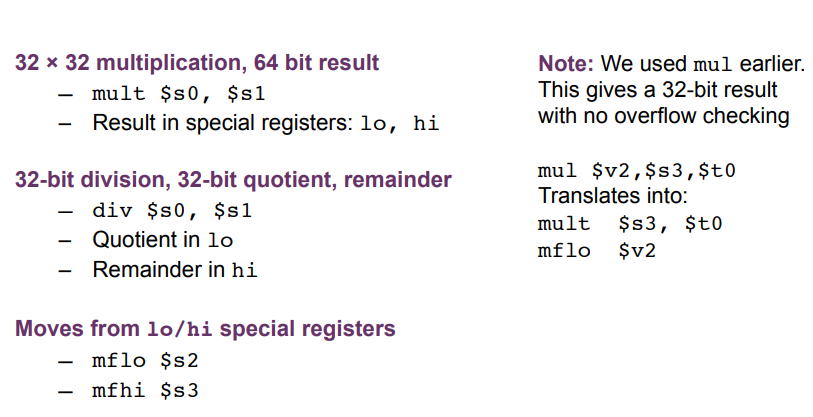 32 × 32 multiplication, 64 bit result
– mult $s0, $s1
– Result in special registers: lo, hi
32-bit division, 32-bit quotient, remainder
– div $s0, $s1
– Quotient in lo
– Remainder in hi
Moves from lo/hi special registers
– mflo $s2
– mfhi $s3
Note: We used mul earlier.
This gives a 32-bit result
with no overflow checking
mul $v2,$s3,$t0
Translates into:
mult $s3, $t0
mflo $v2